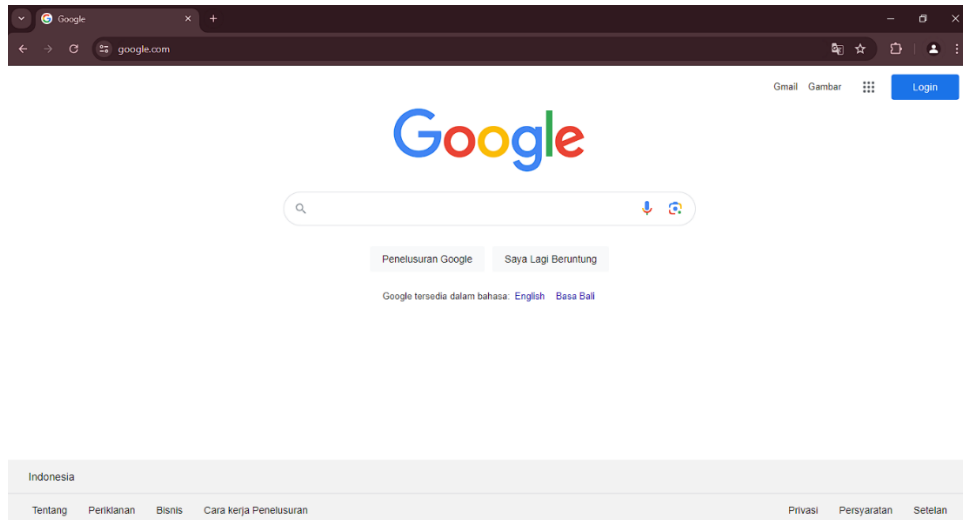 Google
google.com
Gmail Gambar Login
Google
Penelusuran Google Saya Lagi Beruntung
Google tersedia dalam bahasa: English Basa Bali
Indonesia
Tentang Periklanan Bisnis Cara kerja Penelusuran Privasi Persyaratan Setelan